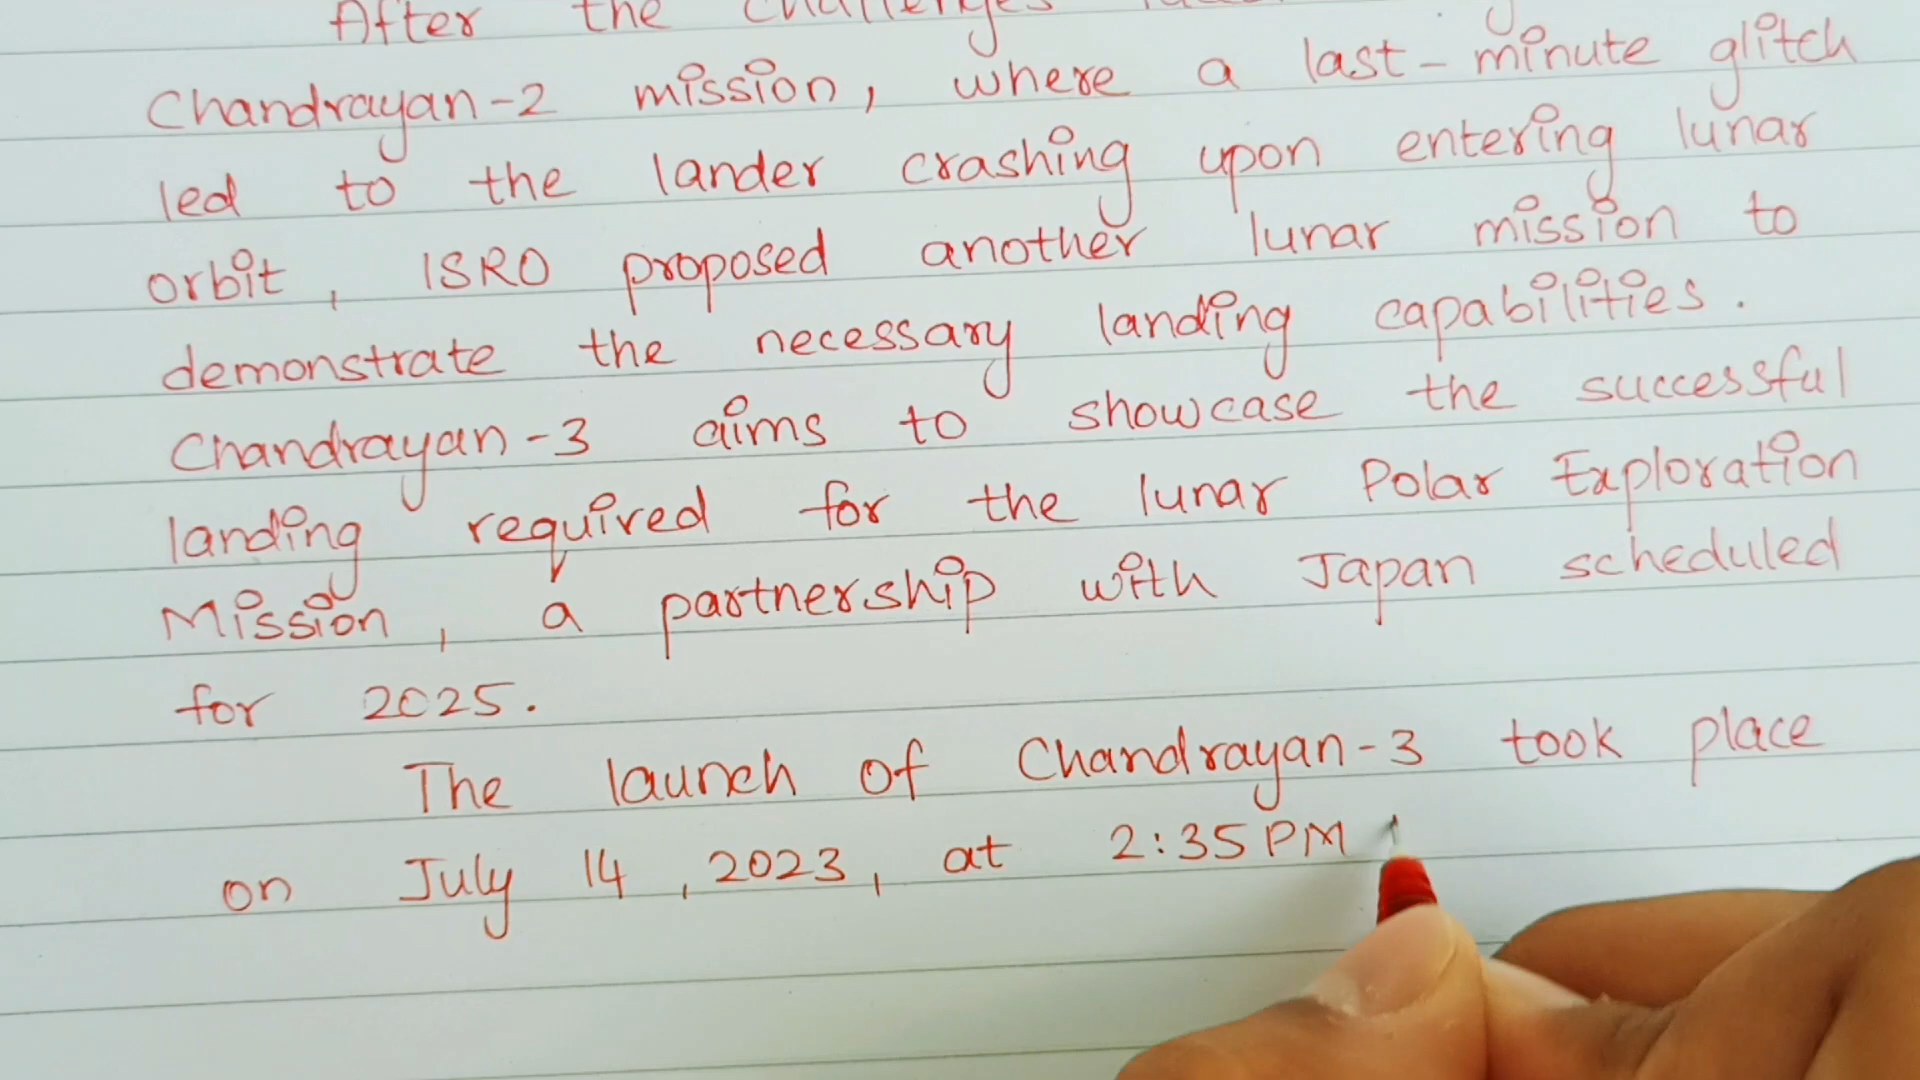 After the challenges
Chandrayan-2 mission, where a last-minute glitch
led to the lander crashing upon entering lunar
orbit, ISRO proposed another lunar mission to
demonstrate the necessary landing capabilities.
Chandrayan-3 aims to showcase the successful
landing required for the lunar Polar Exploration
Mission, a partnership with Japan scheduled
for 2025.
The launch of Chandrayan-3 took place
on July 14, 2023, at 2:35PM